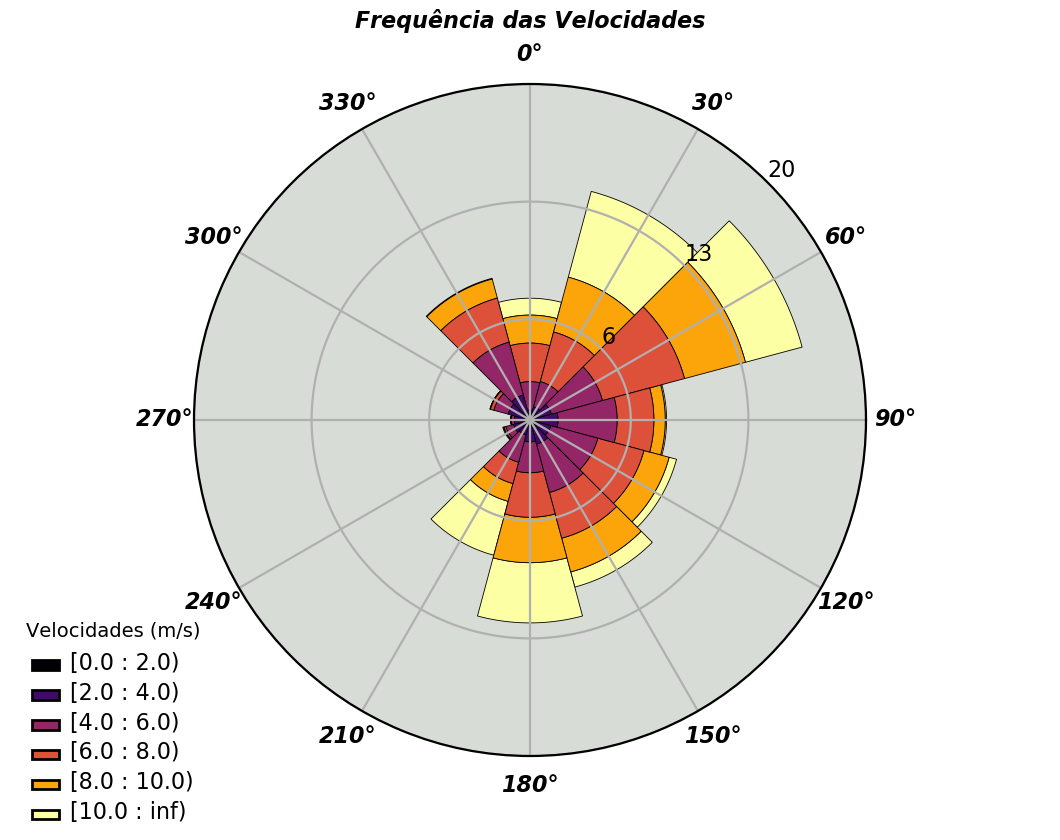 Frequência das Velocidades
0°
330°
30°
20
300°
60°
13
6
270°
90°
240°
120°
210°
150°
180°
Velocidades (m/s)
[0.0 : 2.0)
[2.0 : 4.0)
[4.0 : 6.0)
[6.0 : 8.0)
[8.0 : 10.0)
[10.0 : inf)